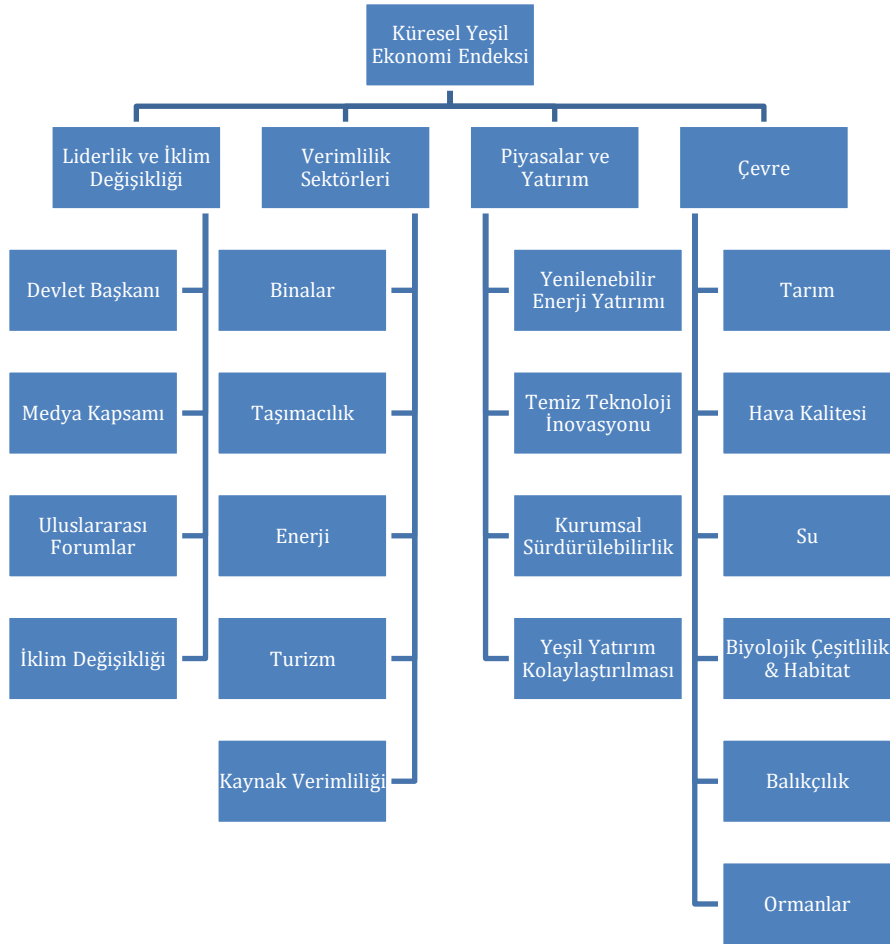 Küresel Yeşil
Ekonomi Endeksi
Liderlik ve İklim
Değişikliği
Devlet Başkanı
Medya Kapsamı
Uluslararası
Forumlar
İklim Değişikliği
Verimlilik
Sektörleri
Binalar
Taşımacılık
Enerji
Turizm
Kaynak Verimliliği
Piyasalar ve
Yatırım
Yenilenebilir
Enerji Yatırımı
Temiz Teknoloji
İnovasyonu
Kurumsal
Sürdürülebilirlik
Yeşil Yatırım
Kolaylaştırılması
Çevre
Tarım
Hava Kalitesi
Su
Biyolojik Çeşitlilik
& Habitat
Balıkçılık
Ormanlar